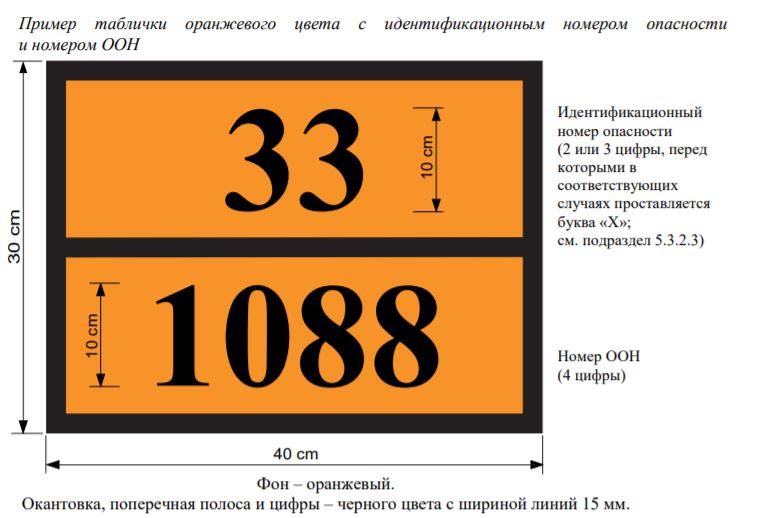 Пример таблички оранжевого цвета с идентификационным номером опасности
и номером ООН
33
10 cm
Идентификационный
номер опасности
(2 или 3 цифры, перед
которыми в
соответствующих
случаях проставляется
буква «X»;
см. подраздел 5.3.2.3)
30 cm
1088
10 cm
Номер ООН
(4 цифры)
40 cm
Фон – оранжевый.
Окантовка, поперечная полоса и цифры – черного цвета с шириной линий 15 мм.